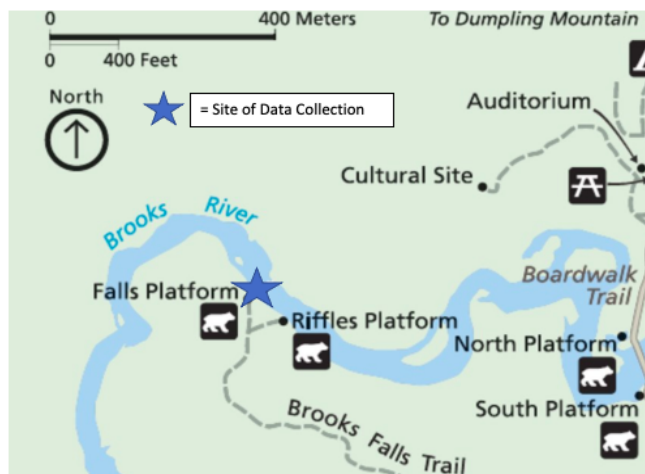 0 400 Meters
0 400 Feet
To Dumpling Mountain
North
= Site of Data Collection
Auditorium
Cultural Site
Brooks River
Falls Platform
Riffles Platform
Boardwalk
Trail
North Platform
South Platform
Brooks Falls Trail